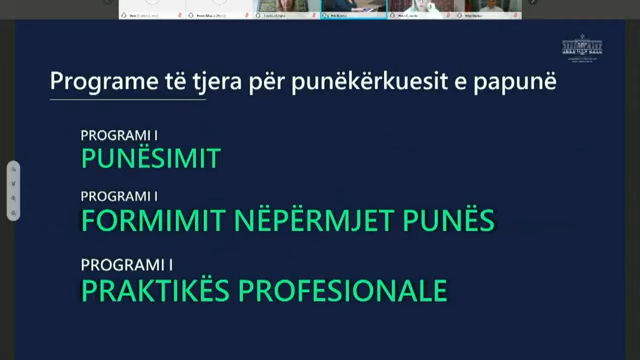 Programe të tjera për punëkërkuesit e papunë
PROGRAMI I
PUNËSIMIT
PROGRAMI I
FORMIMIT NËPËRMJET PUNËS
PROGRAMI I
PRAKTIKËS PROFESIONALE